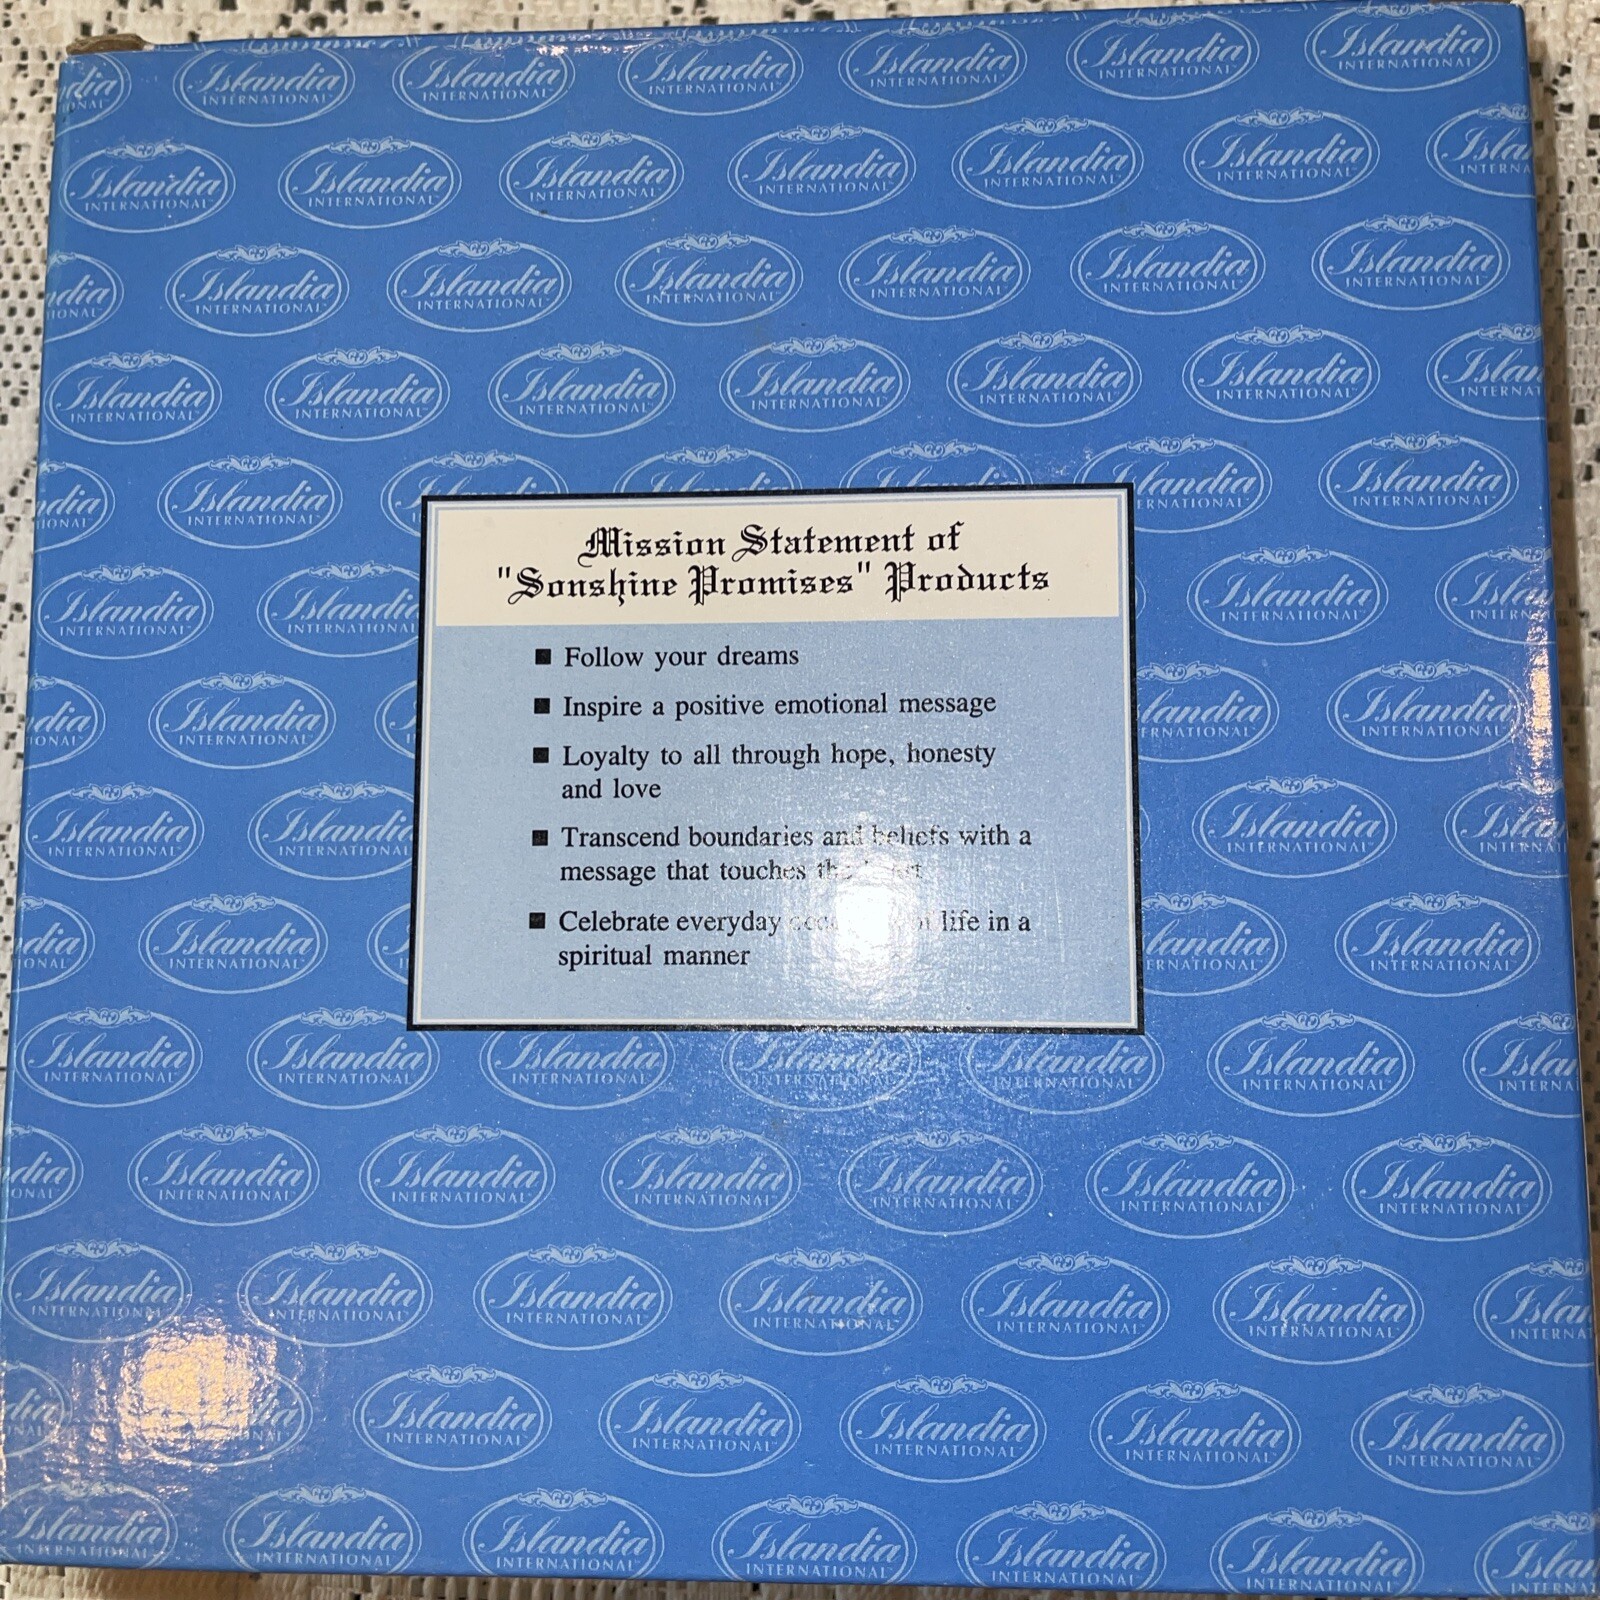 Islandia
INTERNATIONAL
Mission Statement of
"Sonshine Promises" Products
■ Follow your dreams
■ Inspire a positive emotional message
■ Loyalty to all through hope, honesty
and love
■ Transcend boundaries and beliefs with a
message that touches the
■ Celebrate everyday life in a
spiritual manner